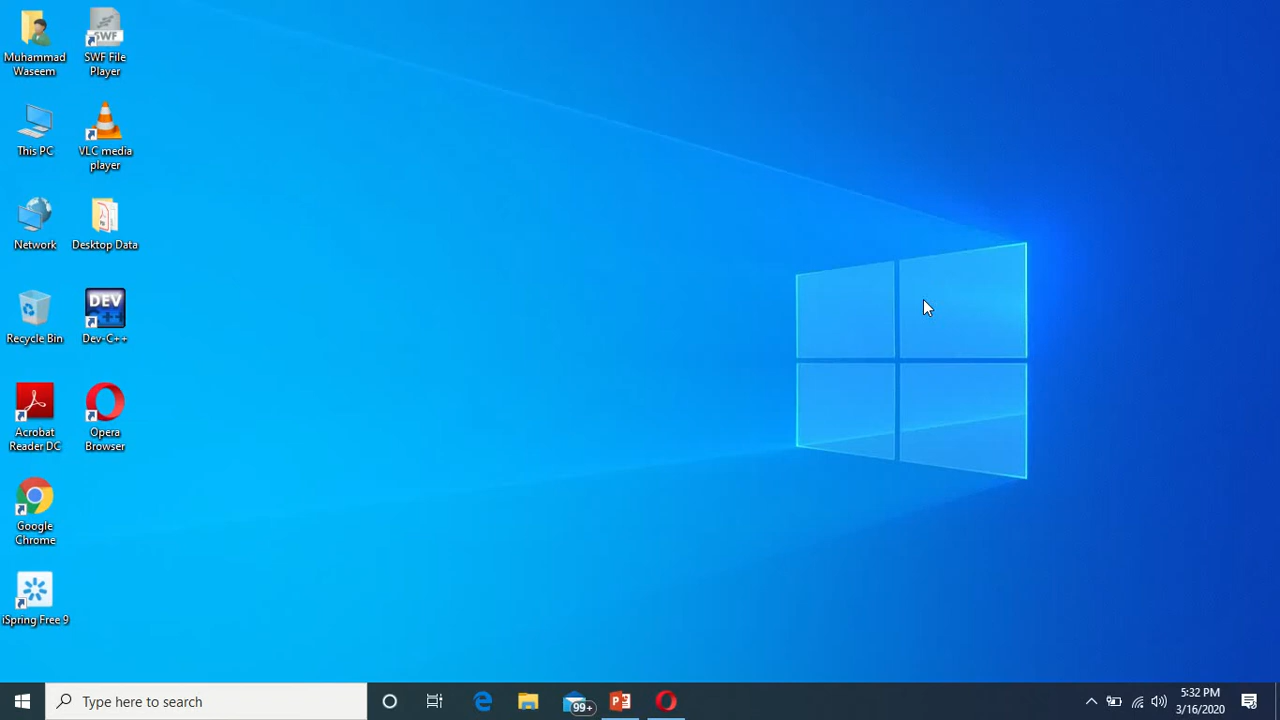 Muhammad
Waseem
SWF
SWF File
Player
This PC
VLC media
player
Network
Desktop Data
Recycle Bin
DEV
C++
Dev-C++
Acrobat
Reader DC
Opera
Browser
Google
Chrome
iSpring Free 9
Type here to search
99+
P
5:32 PM
3/16/2020